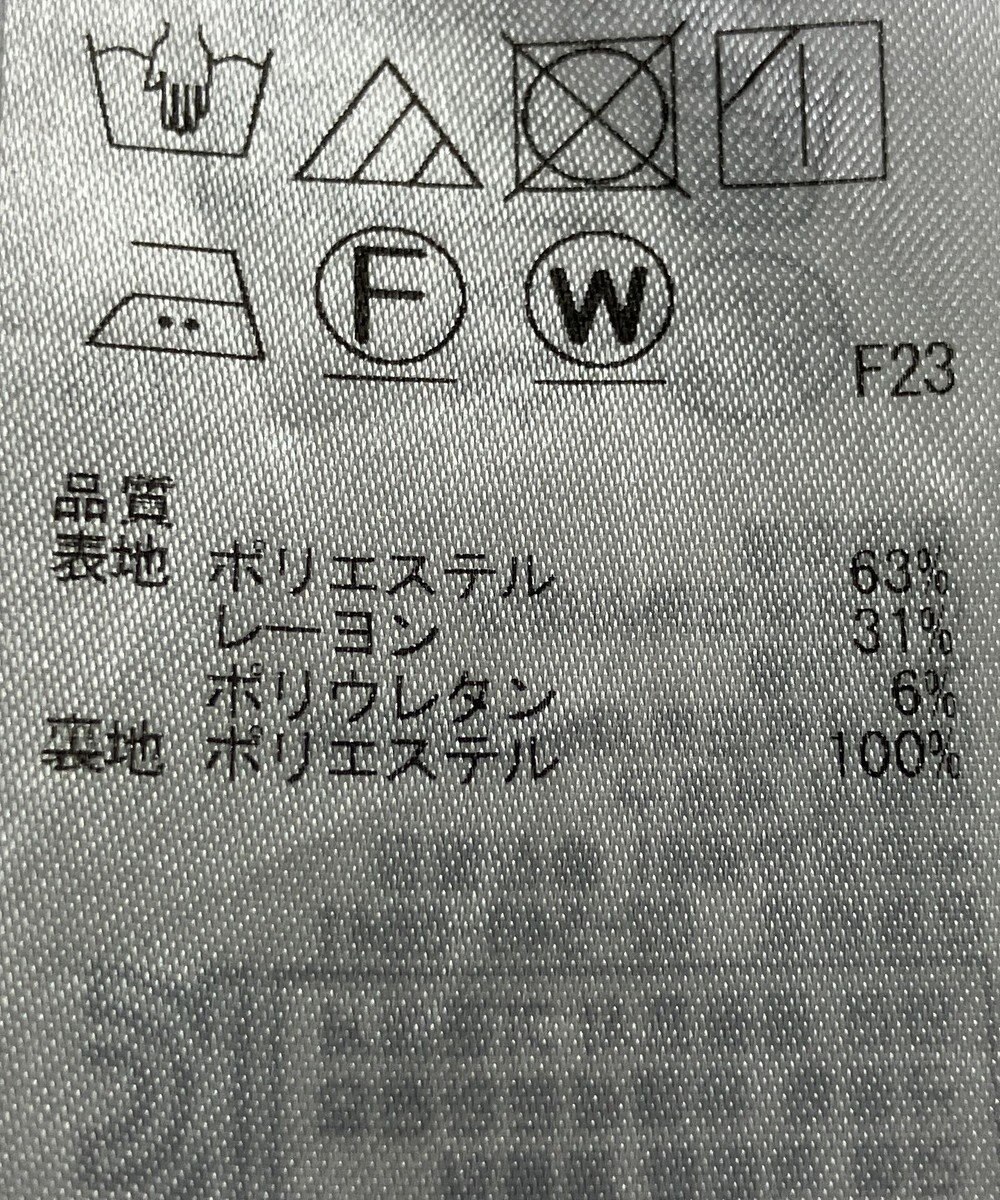 F W
F23
品質
表地 ポリエステル 63%
レーヨン 31%
ポリウレタン 6%
裏地 ポリエステル 100%